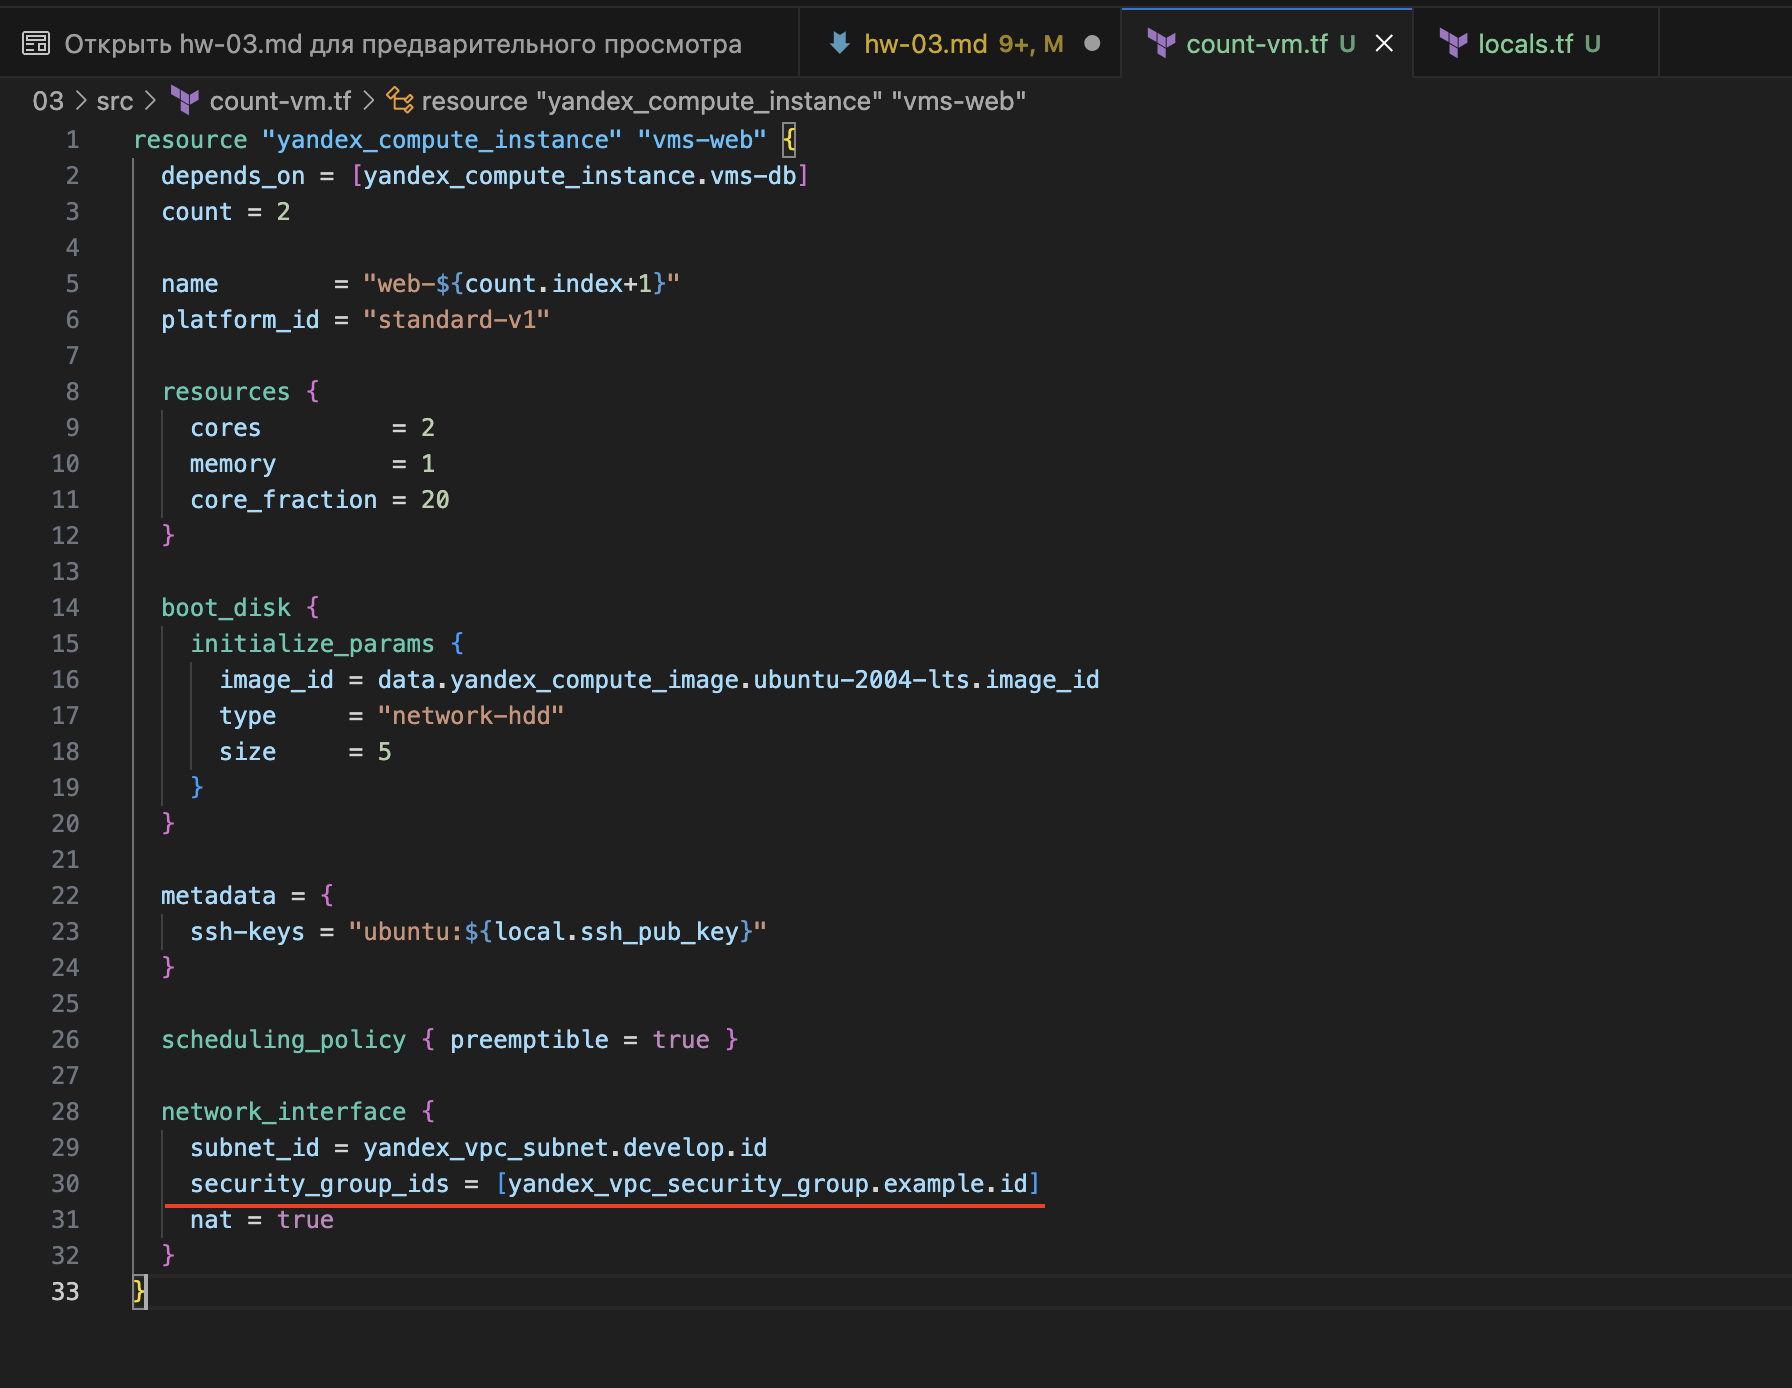 Открыть hw-03.md для предварительного просмотра
hw-03.md 9+, M
count-vm.tf U
locals.tf U
03 > src > count-vm.tf > resource "yandex_compute_instance" "vms-web"
1 resource "yandex_compute_instance" "vms-web" {
2   depends_on = [yandex_compute_instance.vms-db]
3   count = 2
4
5   name        = "web-${count.index+1}"
6   platform_id = "standard-v1"
7
8   resources {
9     cores         = 2
10     memory        = 1
11     core_fraction = 20
12   }
13
14   boot_disk {
15     initialize_params {
16       image_id = data.yandex_compute_image.ubuntu-2004-lts.image_id
17       type     = "network-hdd"
18       size     = 5
19     }
20   }
21
22   metadata = {
23     ssh-keys = "ubuntu:${local.ssh_pub_key}"
24   }
25
26   scheduling_policy { preemptible = true }
27
28   network_interface {
29     subnet_id = yandex_vpc_subnet.develop.id
30     security_group_ids = [yandex_vpc_security_group.example.id]
31     nat = true
32   }
33 }